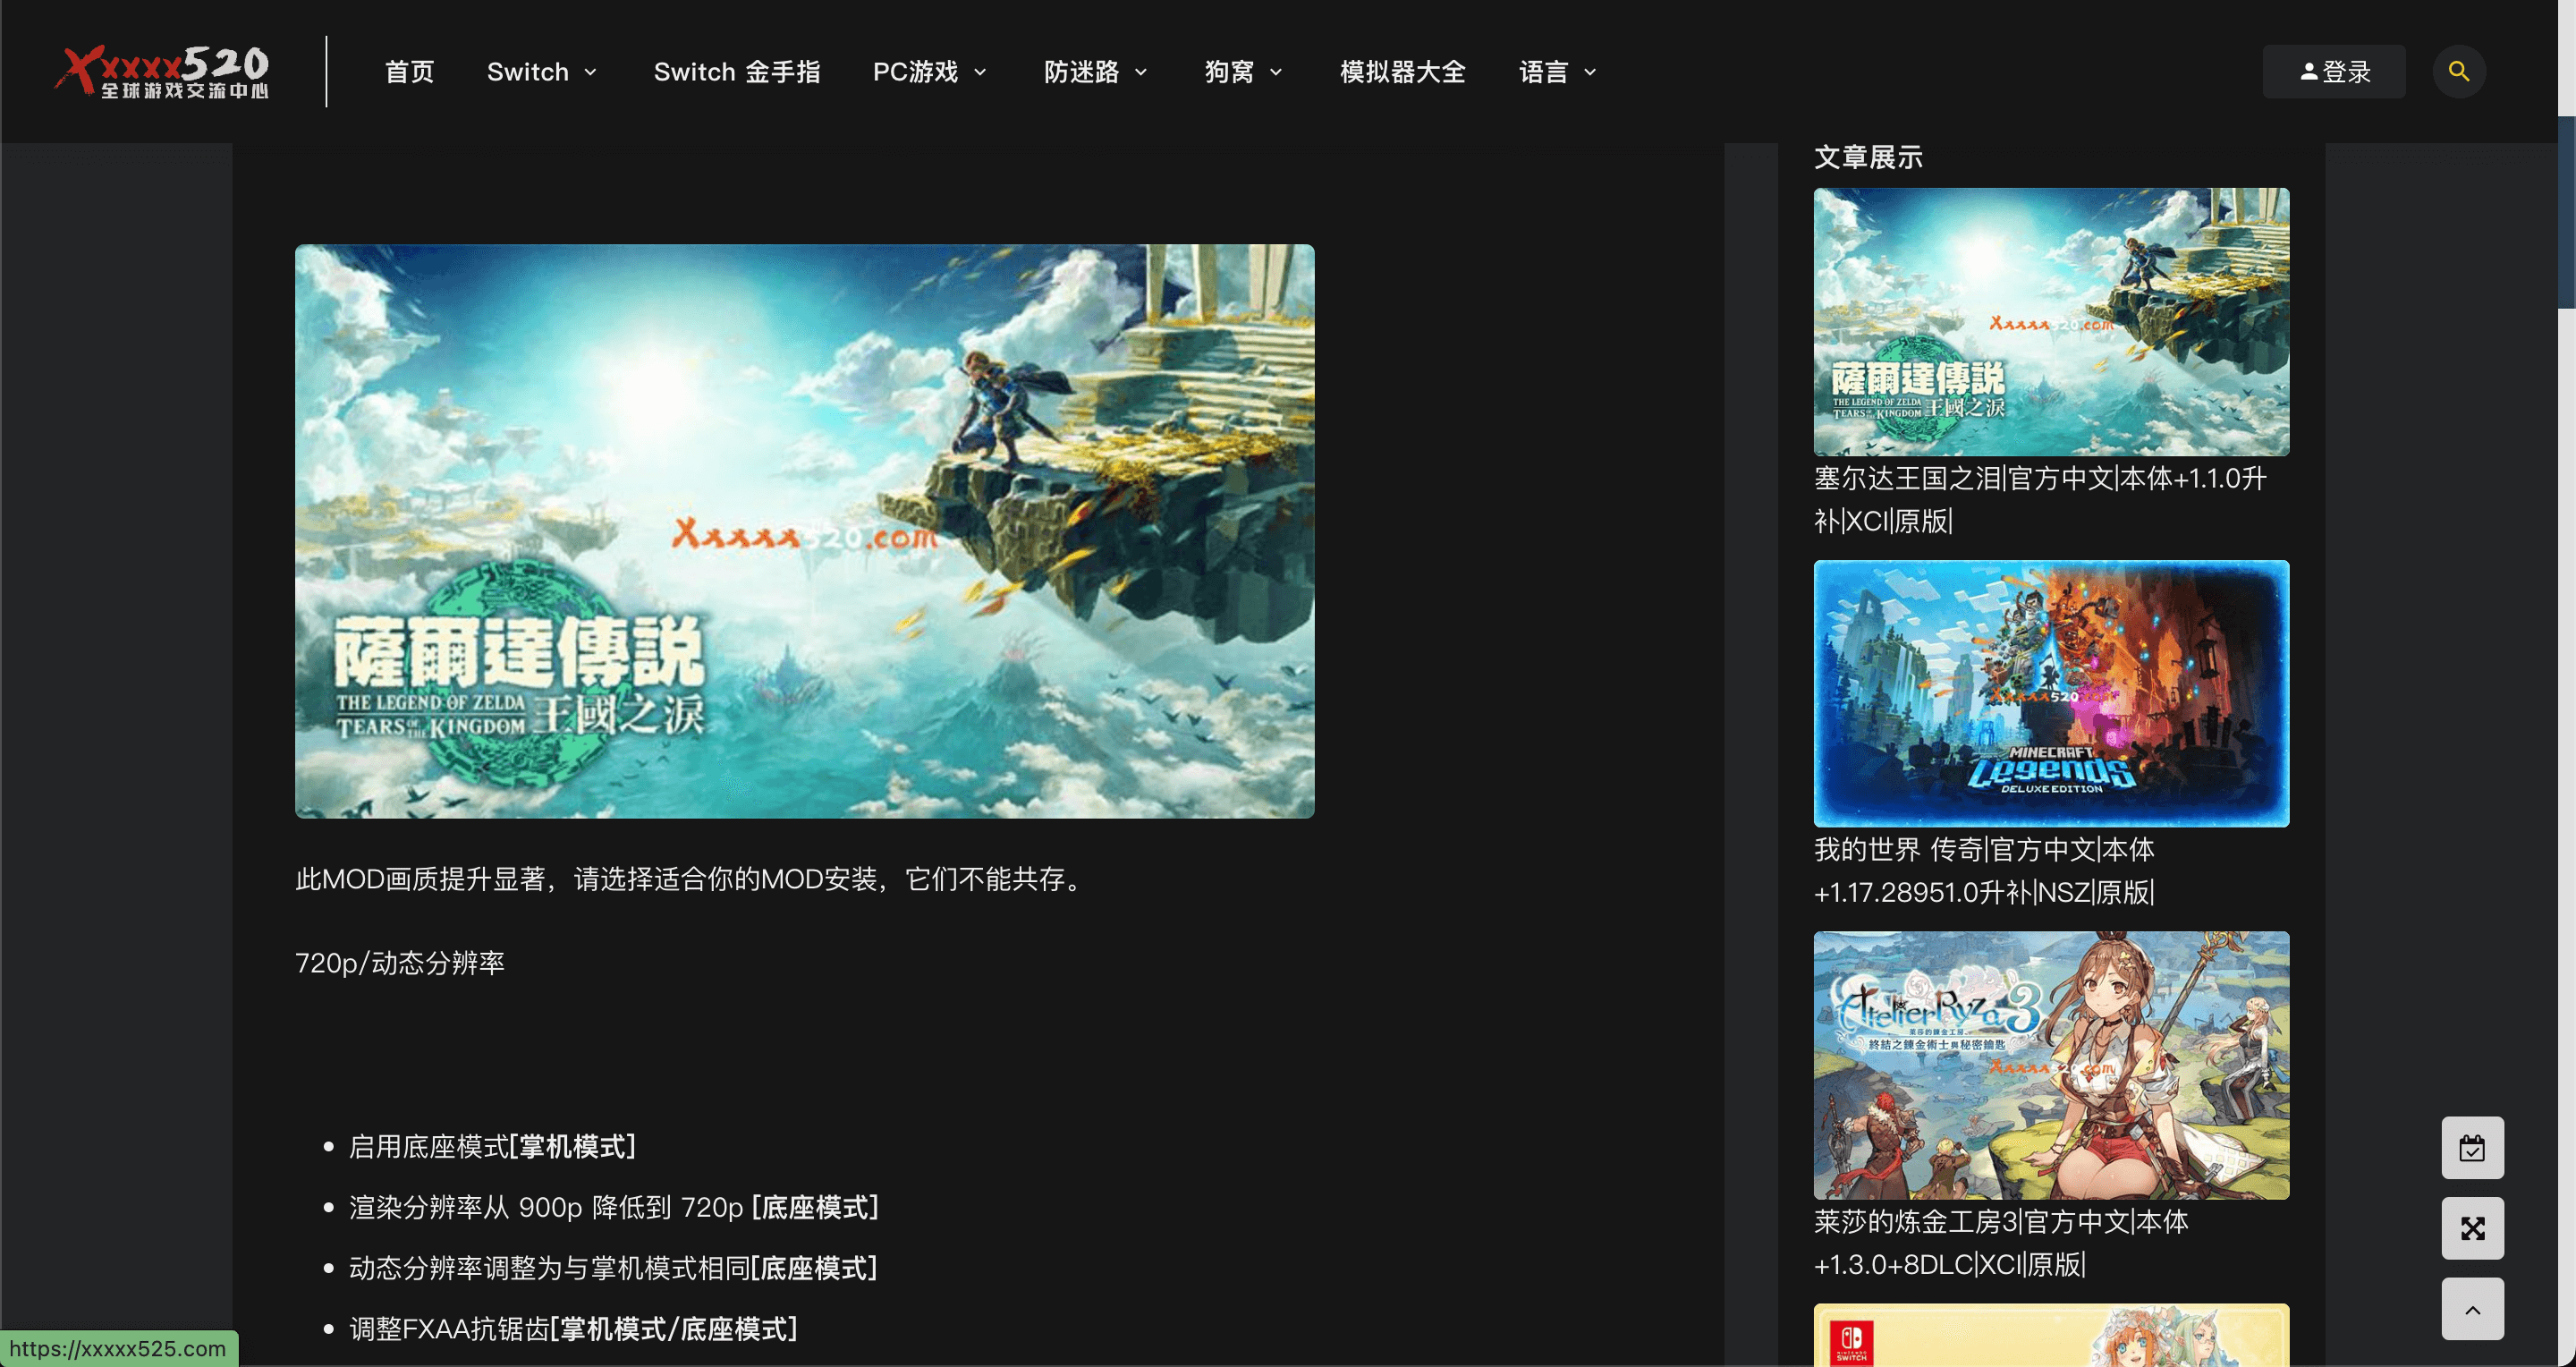 Xxxxx520
全球游戏交流中心
首页
Switch
Switch 金手指
PC游戏
防迷路
狗窝
模拟器大全
语言
登录
Xxxxx520.com
薩爾達傳説
THE LEGEND OF ZELDA
TEARS OF THE KINGDOM 王國之淚
此MOD画质提升显著，请选择适合你的MOD安装，它们不能共存。
720p/动态分辨率
启用底座模式[掌机模式]
渲染分辨率从 900p 降低到 720p [底座模式]
动态分辨率调整为与掌机模式相同[底座模式]
调整FXAA抗锯齿[掌机模式/底座模式]
文章展示
Xxxxx520.com
薩爾達傳説
THE LEGEND OF ZELDA
TEARS OF THE KINGDOM 王國之淚
塞尔达王国之泪|官方中文|本体+1.1.0升
补|XCI|原版|
Xxxxx520.com
MINECRAFT
Legends
DELUXE EDITION
我的世界 传奇|官方中文|本体
+1.17.28951.0升补|NSZ|原版|
Atelier Ryza 3
萊莎的鍊金工房
終結之鍊金術士與秘密鑰匙
Xxxxx520.com
莱莎的炼金工房3|官方中文|本体
+1.3.0+8DLC|XCI|原版|
NINTENDO
SWITCH
https://xxxxx525.com